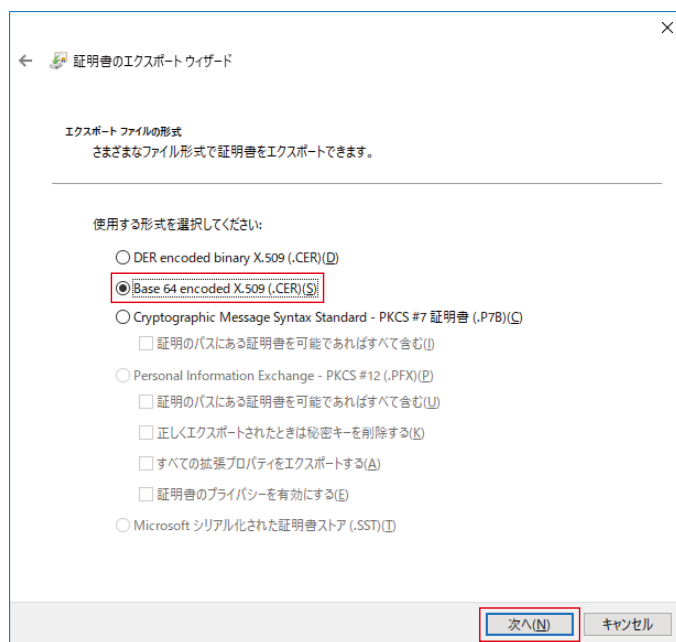 証明書のエクスポート ウィザード
エクスポート ファイルの形式
さまざまなファイル形式で証明書をエクスポートできます。
使用する形式を選択してください:
DER encoded binary X.509 (.CER)(D)
Base 64 encoded X.509 (.CER)(S)
Cryptographic Message Syntax Standard - PKCS #7 証明書 (.P7B)(C)
証明のパスにある証明書を可能であればすべて含む(I)
Personal Information Exchange - PKCS #12 (.PFX)(P)
証明のパスにある証明書を可能であればすべて含む(U)
正しくエクスポートされたときは秘密キーを削除する(K)
すべての拡張プロパティをエクスポートする(A)
証明書のプライバシーを有効にする(E)
Microsoft シリアル化された証明書ストア (.SST)(T)
次へ(N)
キャンセル